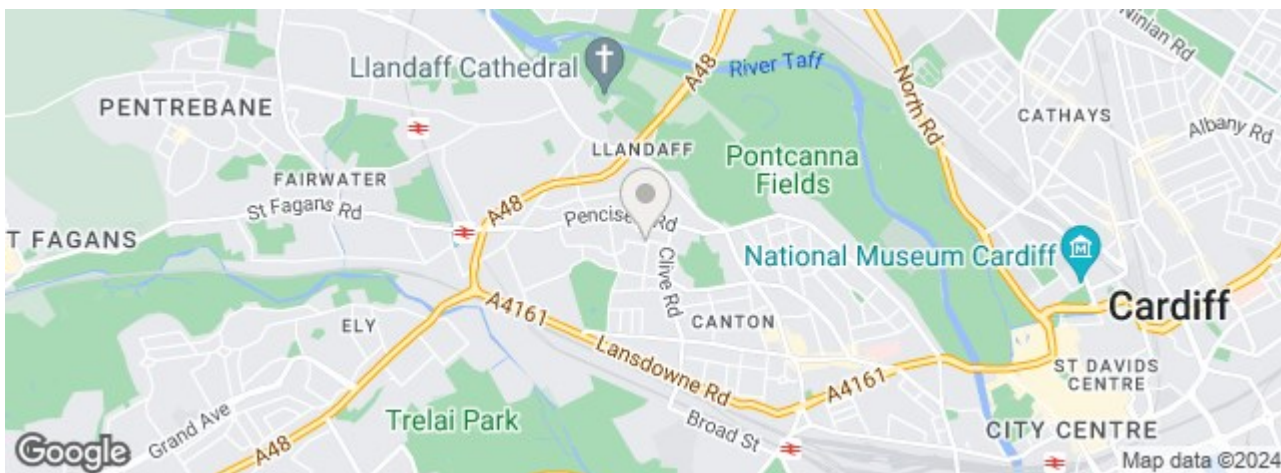 Ninian Rd
A48
River Taff
North Rd
Llandaff Cathedral
PENTREBANE
CATHAYS
Albany Rd
LLANDAFF
Pontcanna
Fields
FAIRWATER
St Fagans Rd
A48
Rd
T FAGANS
Clive Rd
National Museum Cardiff
M
Cardiff
A4161
CANTON
ELY
Lansdowne Rd
ST DAVIDS
CENTRE
A4161
Trelai Park
Grand Ave
A48
Broad St
CITY CENTRE
Google
Map data ©2024